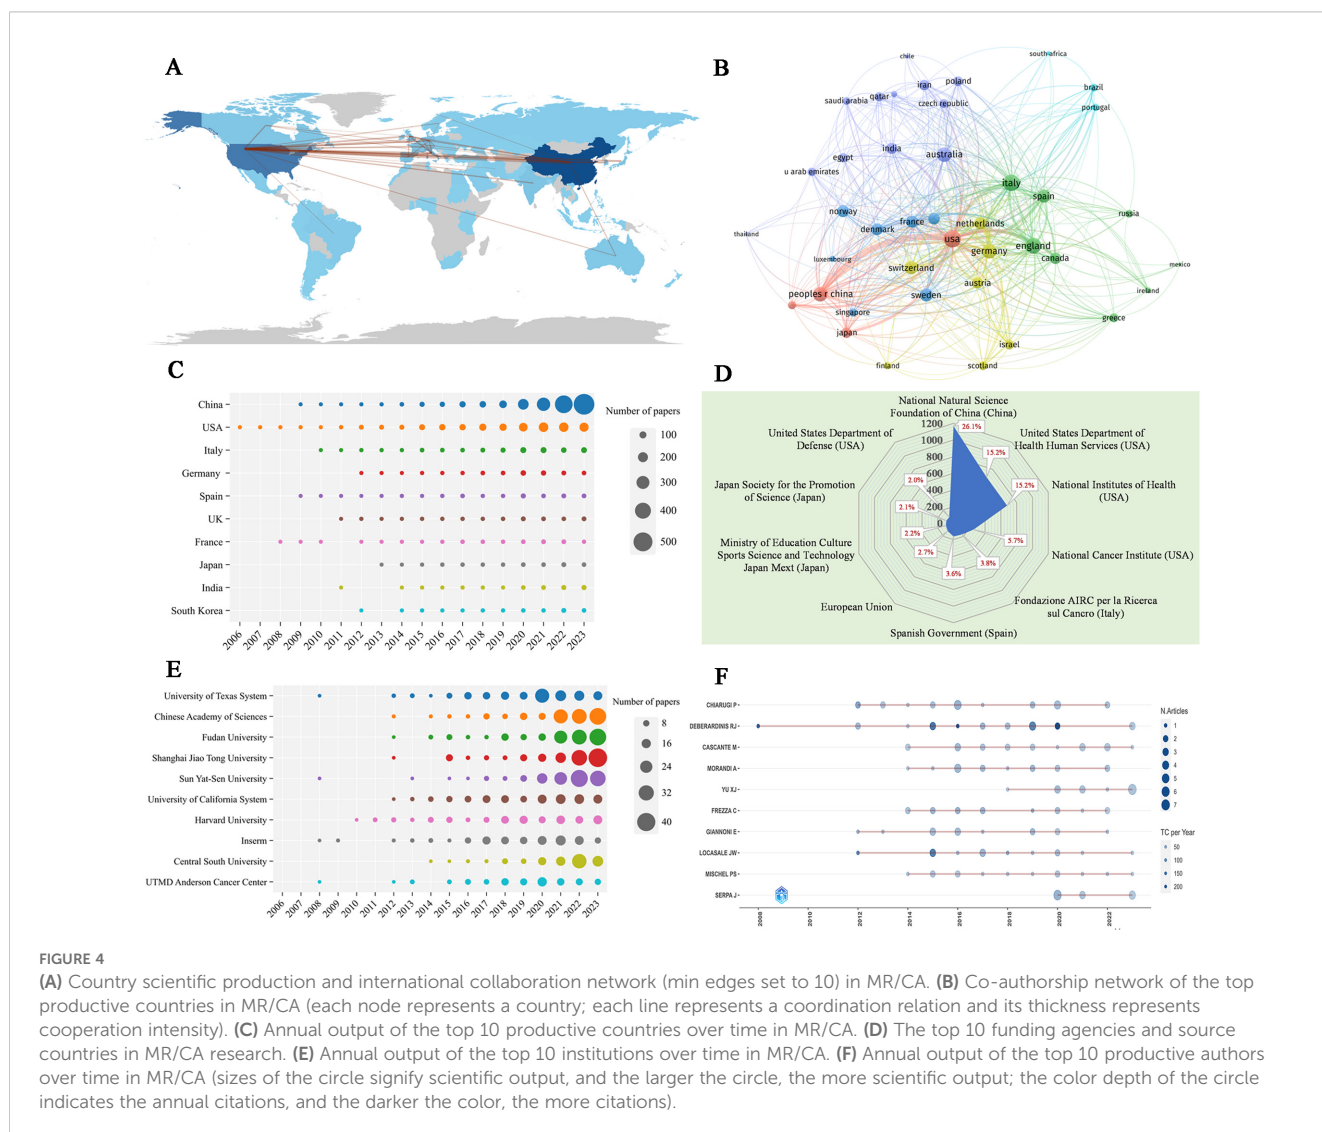 A
B
chile
south africa
iran
poland
brazil
saudi arabia
qatar
czech republic
portugal
india
australia
egypt
u arab emirates
italy
spain
norway
france
netherlands
russia
denmark
thailand
usa
england
germany
canada
luxembourg
switzerland
mexico
peoples r china
sweden
austria
ireland
singapore
greece
japan
israel
finland
scotland
C
China
USA
Italy
Germany
Spain
UK
France
Japan
India
South Korea
2006 2007 2008 2009 2010 2011 2012 2013 2014 2015 2016 2017 2018 2019 2020 2021 2022 2023
Number of papers
100
200
300
400
500
D
National Natural Science
Foundation of China (China)
United States Department of
Health Human Services (USA)
National Institutes of Health
(USA)
National Cancer Institute (USA)
Fondazione AIRC per la Ricerca
sul Cancro (Italy)
Spanish Government (Spain)
European Union
Ministry of Education Culture
Sports Science and Technology
Japan Mext (Japan)
Japan Society for the Promotion
of Science (Japan)
United States Department of
Defense (USA)
1200
1000
800
600
400
200
0
26.1%
15.2%
15.2%
5.7%
3.8%
3.6%
2.7%
2.2%
2.1%
2.0%
E
University of Texas System
Chinese Academy of Sciences
Fudan University
Shanghai Jiao Tong University
Sun Yat-Sen University
University of California System
Harvard University
Inserm
Central South University
UTMD Anderson Cancer Center
2006 2007 2008 2009 2010 2011 2012 2013 2014 2015 2016 2017 2018 2019 2020 2021 2022 2023
Number of papers
8
16
24
32
40
F
CHIARUGI P
DEBERARDINIS RJ
CASCANTE M
MORANDI A
YU XJ
FREZZA C
GIANNONI E
LOCASALE JW
MISCHEL PS
SERPA J
2008 2010 2012 2014 2016 2018 2020 2022
N.Articles
1
2
3
4
5
6
7
TC per Year
50
100
150
200
FIGURE 4
(A) Country scientific production and international collaboration network (min edges set to 10) in MR/CA. (B) Co-authorship network of the top
productive countries in MR/CA (each node represents a country; each line represents a coordination relation and its thickness represents
cooperation intensity). (C) Annual output of the top 10 productive countries over time in MR/CA. (D) The top 10 funding agencies and source
countries in MR/CA research. (E) Annual output of the top 10 institutions over time in MR/CA. (F) Annual output of the top 10 productive authors
over time in MR/CA (sizes of the circle signify scientific output, and the larger the circle, the more scientific output; the color depth of the circle
indicates the annual citations, and the darker the color, the more citations).